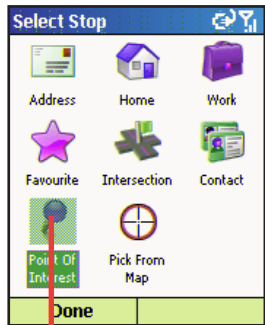 Select Stop
Address Home Work
Favourite Intersection Contact
Point Of Interest
Pick From Map
Done